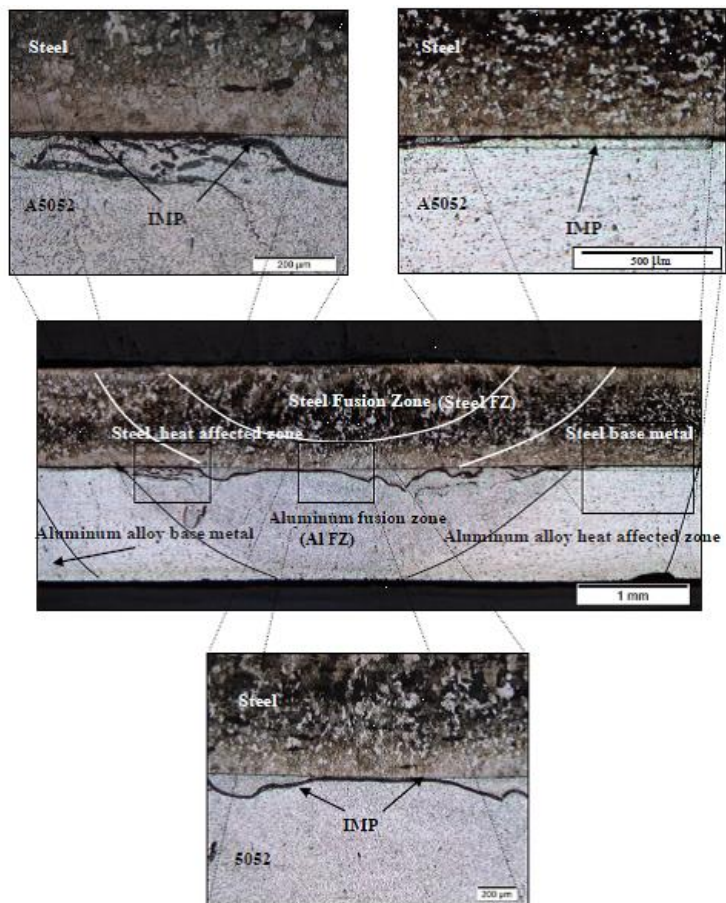 Steel
IMP
A5052
200 µm
Steel
A5052
IMP
500 µm
Steel Fusion Zone (Steel FZ)
Steel heat affected zone
Steel base metal
Aluminum alloy base metal
Aluminum fusion zone
(Al FZ)
Aluminum alloy heat affected zone
1 mm
Steel
IMP
5052
200 µm